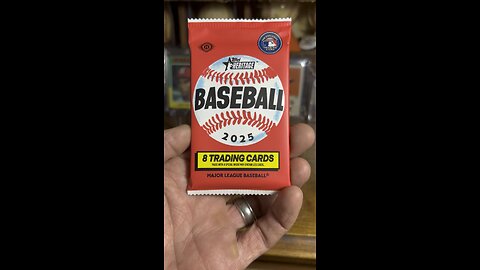 Topps
HERITAGE
BASEBALL
2025
8 TRADING CARDS
MAJOR LEAGUE BASEBALL®